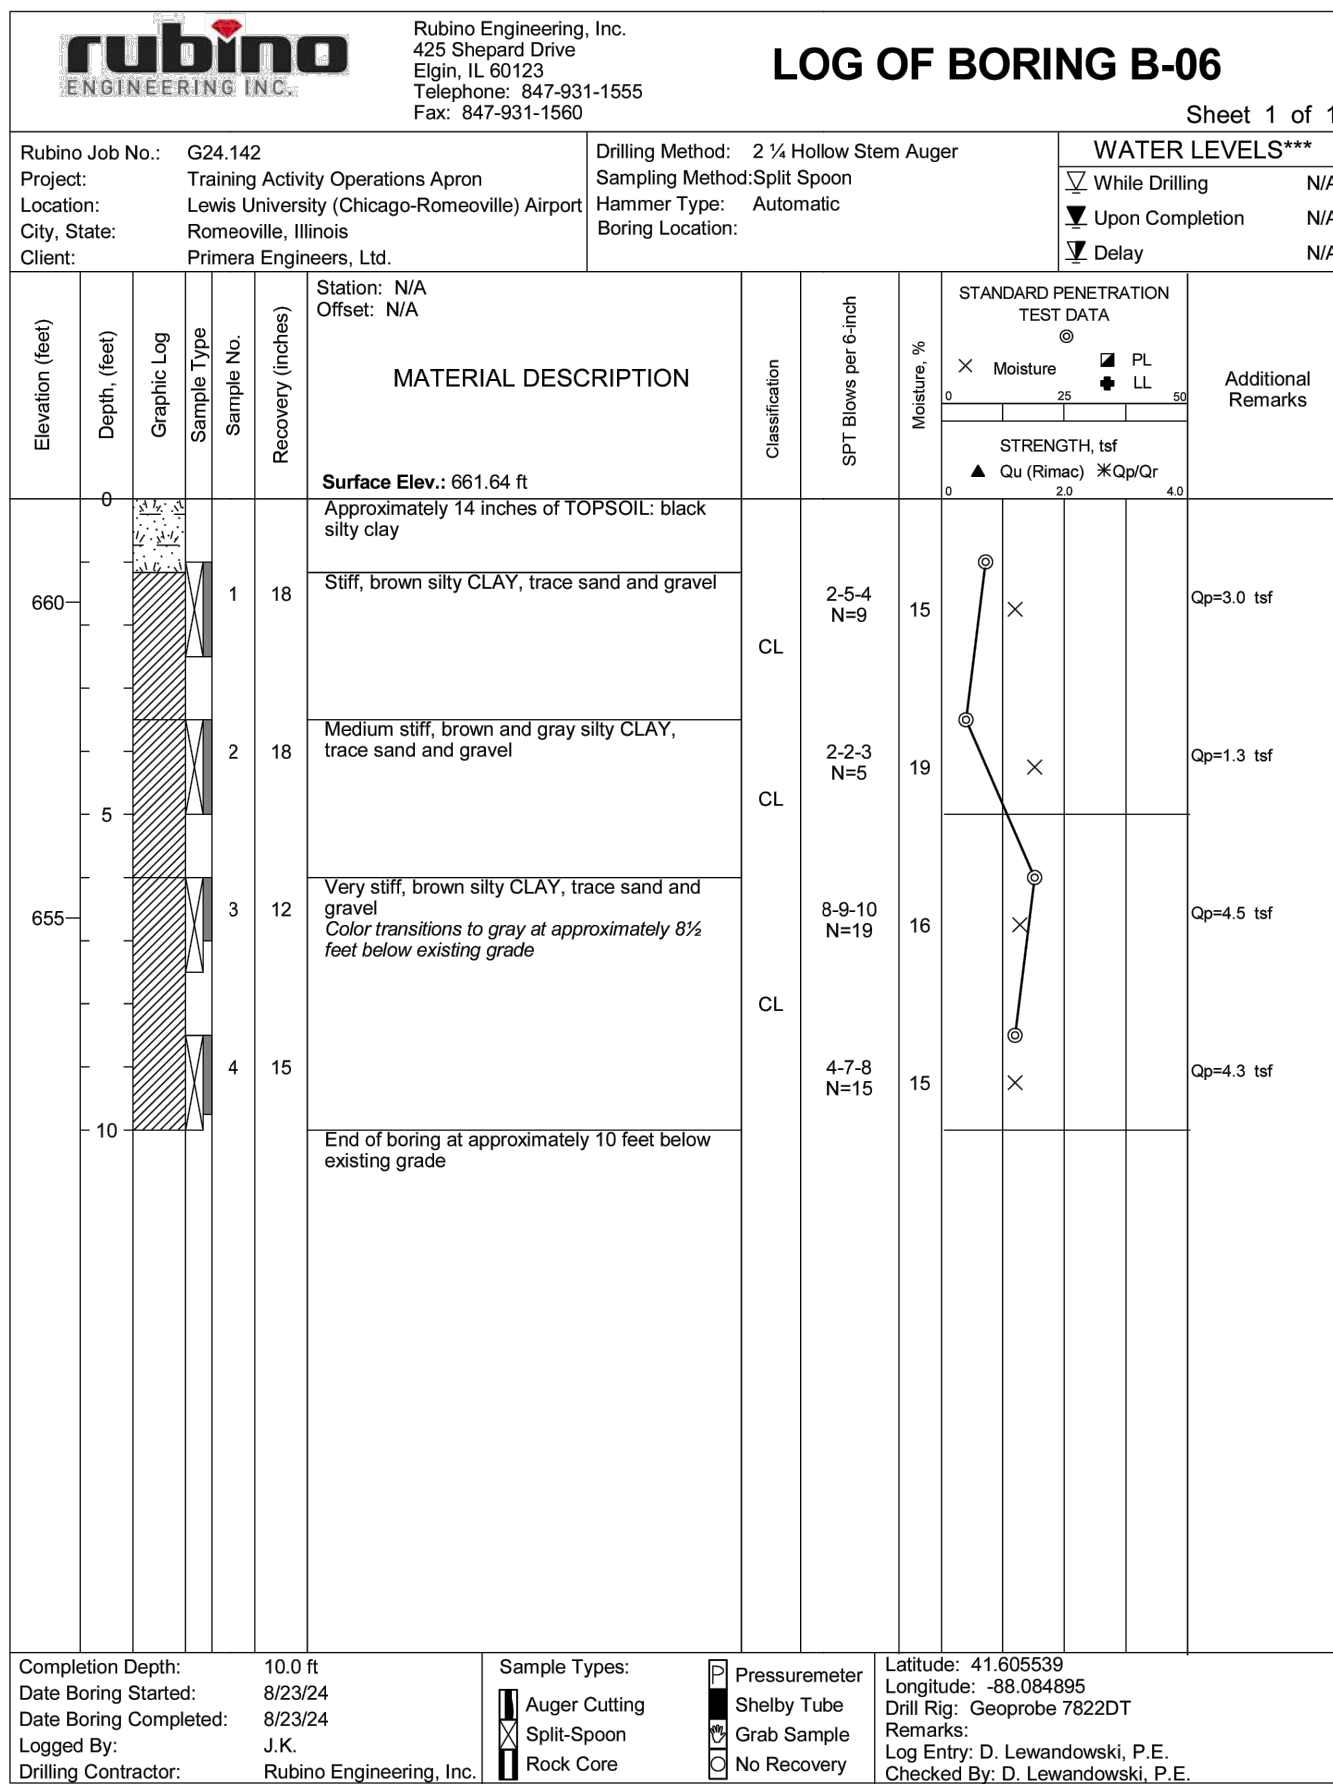 rubino
ENGINEERING INC.
Rubino Engineering, Inc.
425 Shepard Drive
Elgin, IL 60123
Telephone: 847-931-1555
Fax: 847-931-1560
LOG OF BORING B-06
Sheet 1 of 1
Rubino Job No.: G24.142
Project: Training Activity Operations Apron
Location: Lewis University (Chicago-Romeoville) Airport
City, State: Romeoville, Illinois
Client: Primera Engineers, Ltd.
Drilling Method: 2 ¼ Hollow Stem Auger
Sampling Method:Split Spoon
Hammer Type: Automatic
Boring Location:
WATER LEVELS***
While Drilling N/A
Upon Completion N/A
Delay N/A
Elevation (feet)
Depth, (feet)
Graphic Log
Sample Type
Sample No.
Recovery (inches)
Station: N/A
Offset: N/A
MATERIAL DESCRIPTION
Surface Elev.: 661.64 ft
Classification
SPT Blows per 6-inch
Moisture, %
STANDARD PENETRATION
TEST DATA
Moisture
PL
LL
0 25 50
STRENGTH, tsf
Qu (Rimac) Qp/Qr
0 2.0 4.0
Additional
Remarks
0
Approximately 14 inches of TOPSOIL: black
silty clay
660
1 18
Stiff, brown silty CLAY, trace sand and gravel
CL
2-5-4
N=9
15
Qp=3.0 tsf
2 18
Medium stiff, brown and gray silty CLAY,
trace sand and gravel
CL
2-2-3
N=5
19
Qp=1.3 tsf
5
655
3 12
Very stiff, brown silty CLAY, trace sand and
gravel
Color transitions to gray at approximately 8½
feet below existing grade
CL
8-9-10
N=19
16
Qp=4.5 tsf
4 15
4-7-8
N=15
15
Qp=4.3 tsf
10
End of boring at approximately 10 feet below
existing grade
Completion Depth: 10.0 ft
Date Boring Started: 8/23/24
Date Boring Completed: 8/23/24
Logged By: J.K.
Drilling Contractor: Rubino Engineering, Inc.
Sample Types:
Auger Cutting
Split-Spoon
Rock Core
P Pressuremeter
Shelby Tube
Grab Sample
No Recovery
Latitude: 41.605539
Longitude: -88.084895
Drill Rig: Geoprobe 7822DT
Remarks:
Log Entry: D. Lewandowski, P.E.
Checked By: D. Lewandowski, P.E.